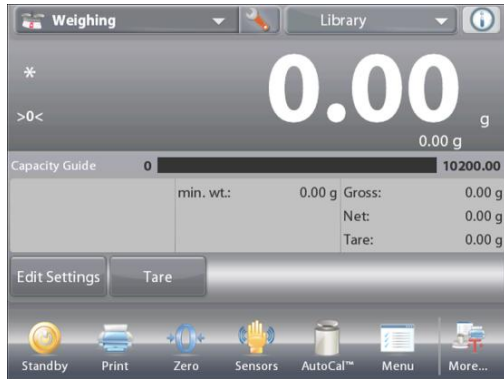 Weighing Library
*
0.00 g
>0<
0.00 g
Capacity Guide 0 10200.00
min. wt.: 0.00 g Gross: 0.00 g
Net: 0.00 g
Tare: 0.00 g
Edit Settings Tare
Standby Print Zero Sensors AutoCal™ Menu More...